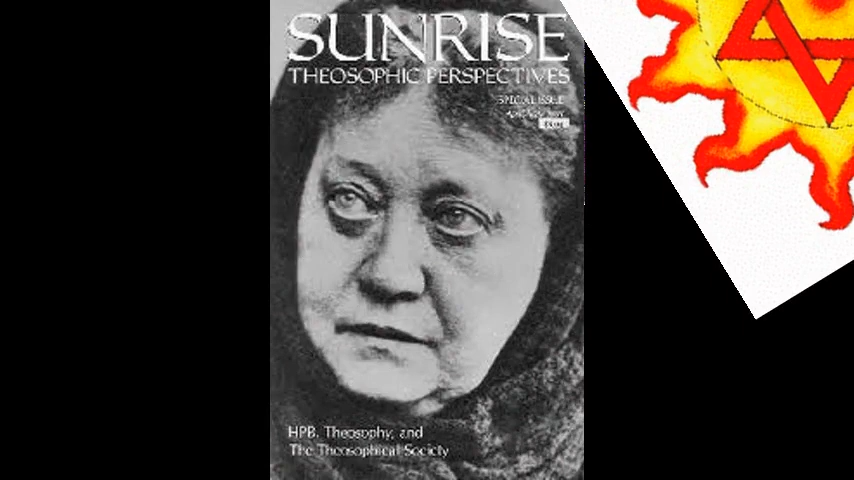 SUNRISE
THEOSOPHIC PERSPECTIVES
SPECIAL ISSUE
HPB, Theosophy, and
The Theosophical Society